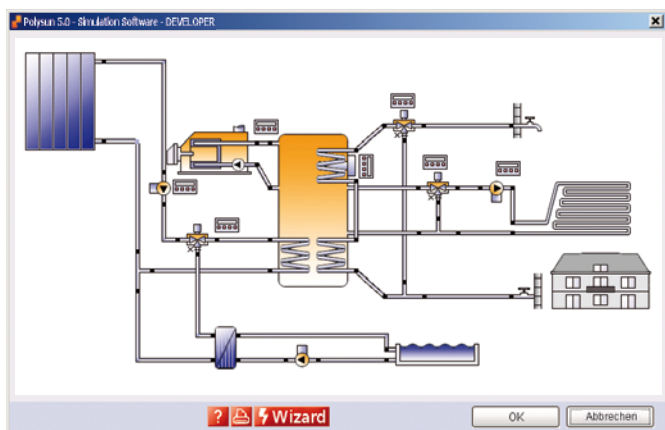 Polysun 5.0 - Simulation Software - DEVELOPER
? Wizard
OK
Abbrechen